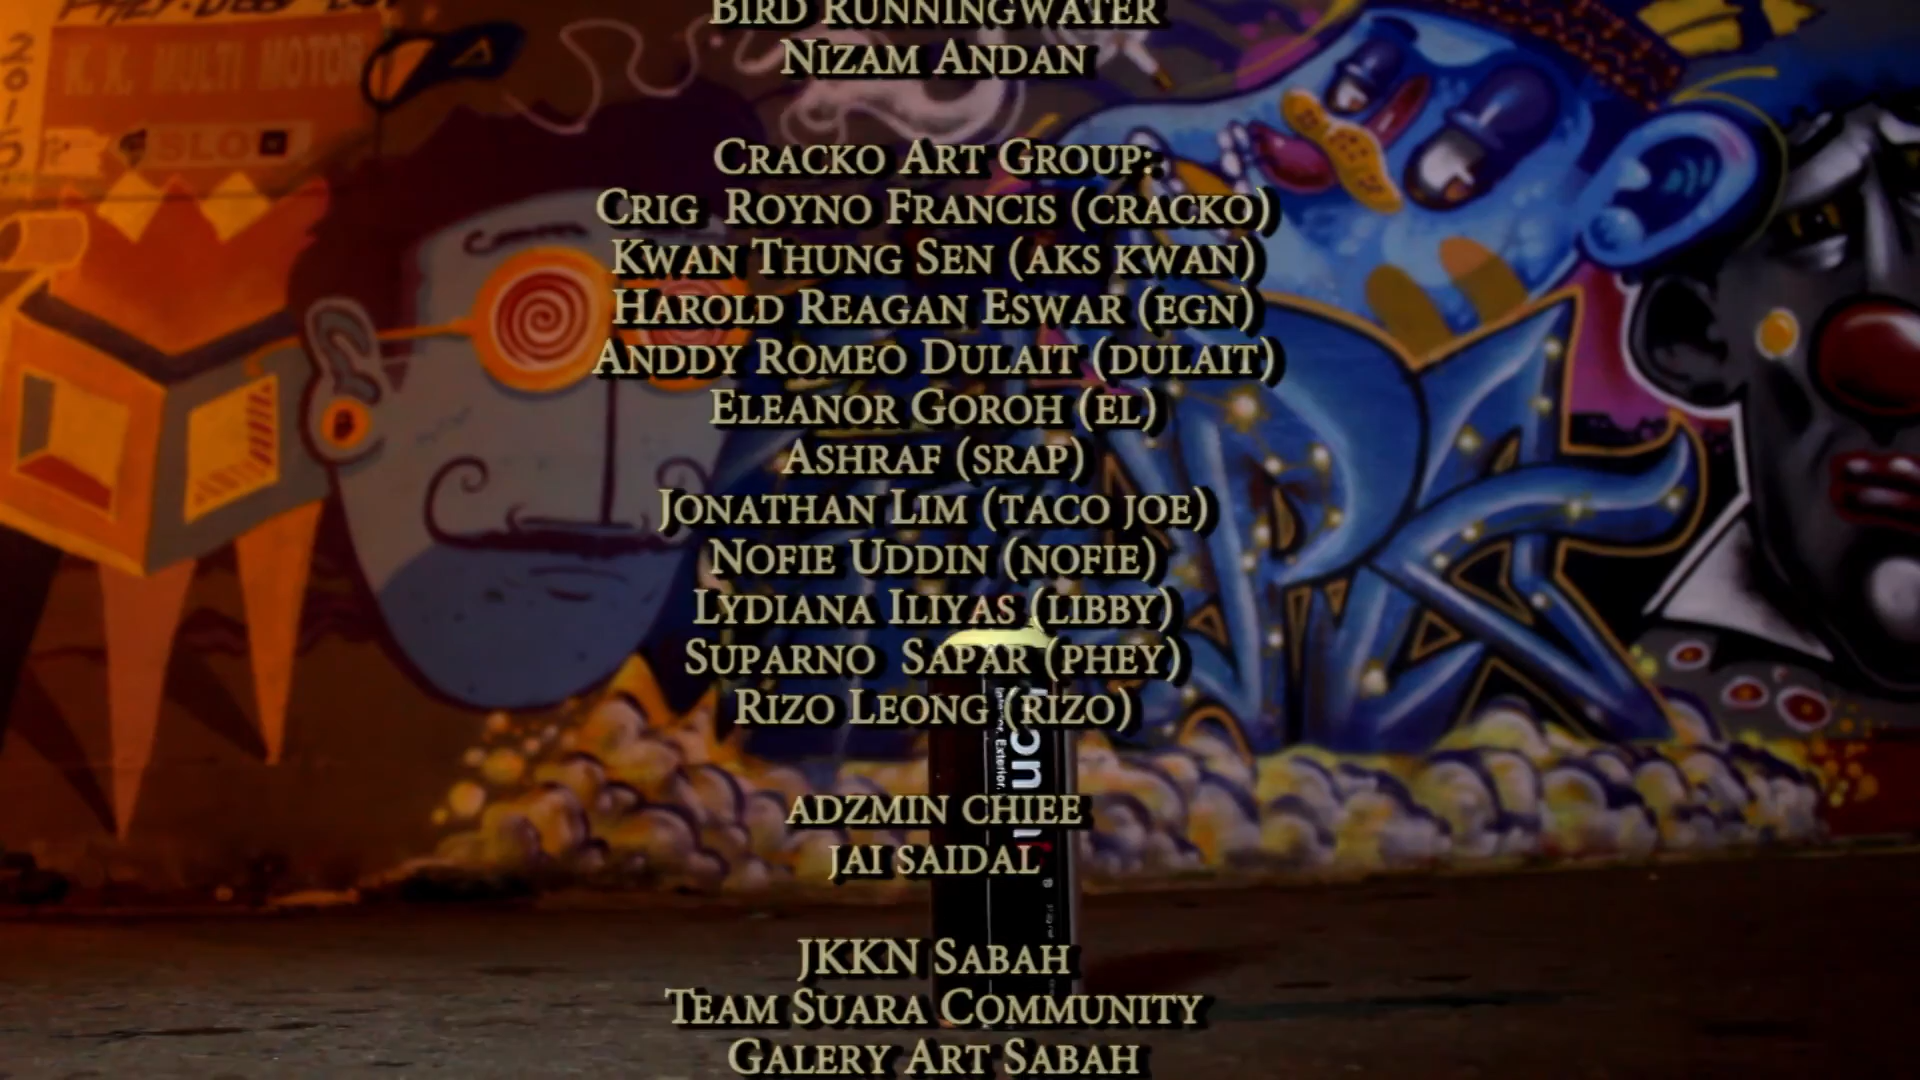 BIRD RUNNINGWATER
NIZAM ANDAN
CRACKO ART GROUP:
CRIG ROYNO FRANCIS (CRACKO)
KWAN THUNG SEN (AKS KWAN)
HAROLD REAGAN ESWAR (EGN)
ANDDY ROMEO DULAIT (DULAIT)
ELEANOR GOROH (EL)
ASHRAF (SRAP)
JONATHAN LIM (TACO JOE)
NOFIE UDDIN (NOFIE)
LYDIANA ILIYAS (LIBBY)
SUPARNO SAPAR (PHEY)
RIZO LEONG (RIZO)
ADZMIN CHIEE
JAI SAIDAL
JKKN SABAH
TEAM SUARA COMMUNITY
GALERY ART SABAH
2015
K.K. MULTI MOTOR